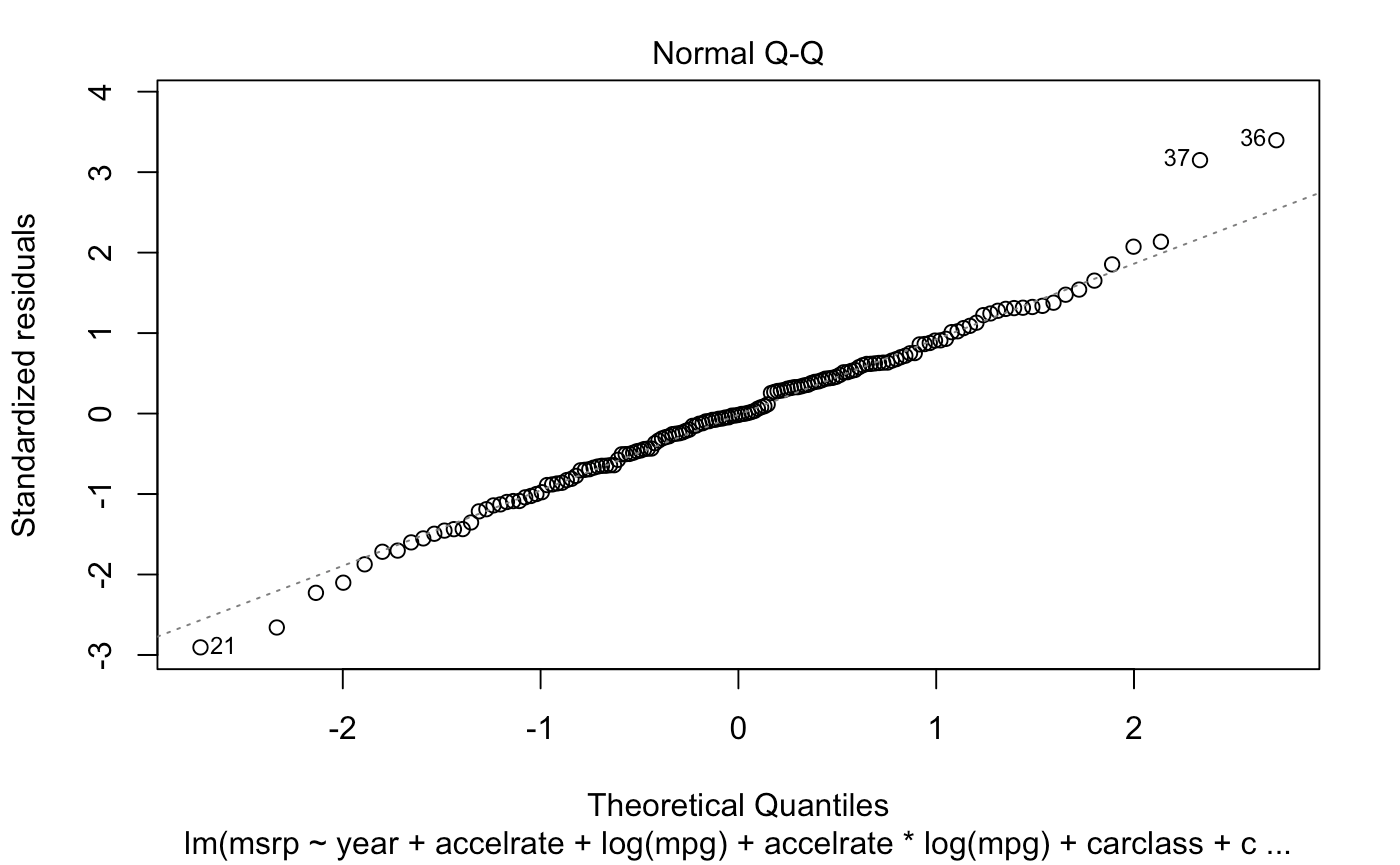 Normal Q-Q
Standardized residuals
4
3
2
1
0
-1
-2
-3
37
36
21
-2 -1 0 1 2
Theoretical Quantiles
lm(msrp ~ year + accelrate + log(mpg) + accelrate * log(mpg) + carclass + c ...